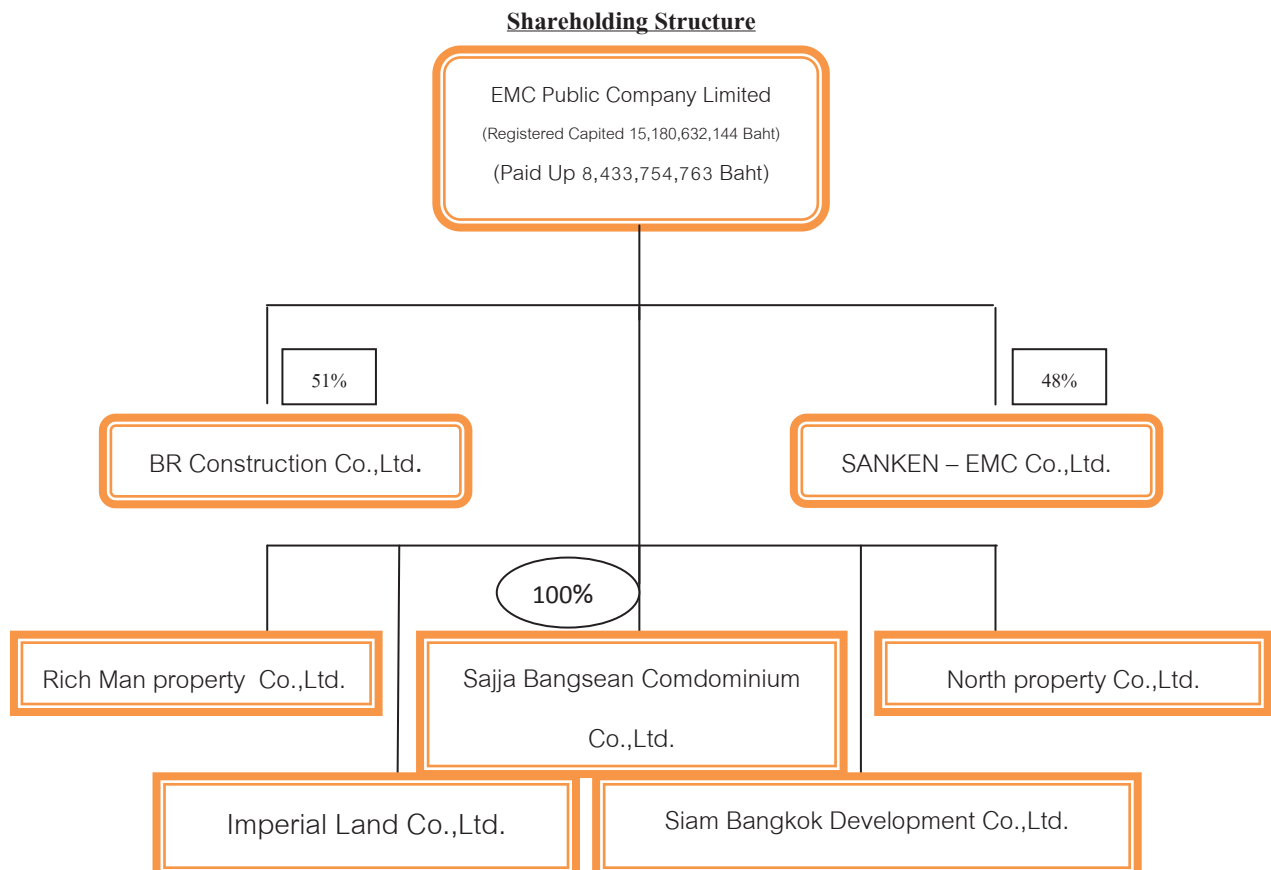 Shareholding Structure
EMC Public Company Limited
(Registered Capited 15,180,632,144 Baht)
(Paid Up 8,433,754,763 Baht)
51%
48%
BR Construction Co.,Ltd.
SANKEN – EMC Co.,Ltd.
100%
Rich Man property Co.,Ltd.
Sajja Bangsean Comdominium
Co.,Ltd.
North property Co.,Ltd.
Imperial Land Co.,Ltd.
Siam Bangkok Development Co.,Ltd.